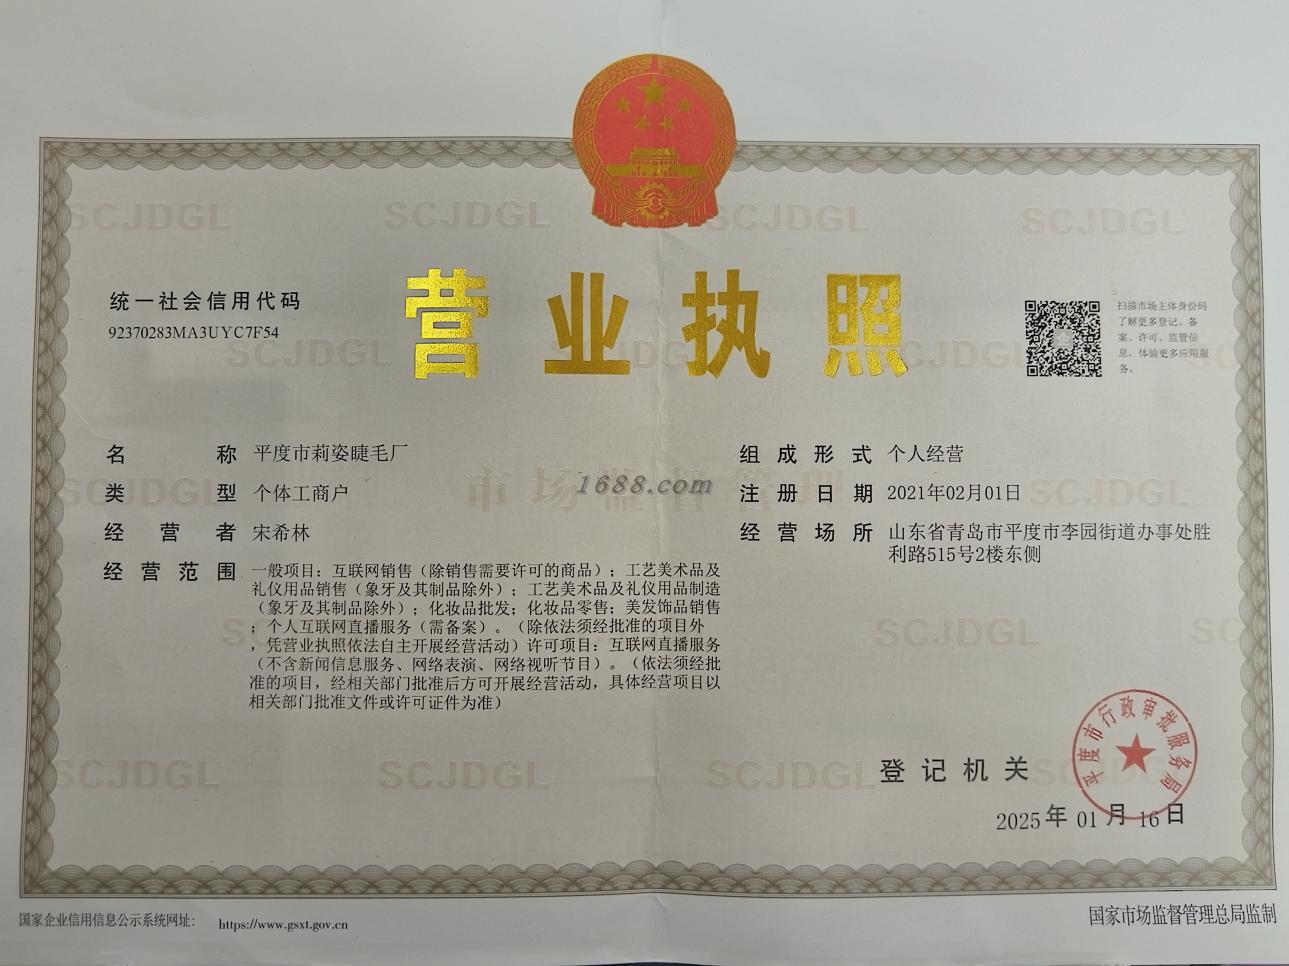 SCJDGL SCJDGL SCJDGL SCJDGL
营业执照
统一社会信用代码
92370283MA3UYC7F54
扫描市场主体身份码
了解更多登记、备
案、许可、监管信
息，体验更多应用服
务。
SCJDGL SCJDGL SCJDGL
名称 平度市莉姿睫毛厂
类型 个体工商户
经营者 宋希林
经营范围 一般项目：互联网销售（除销售需要许可的商品）；工艺美术品及
礼仪用品销售（象牙及其制品除外）；工艺美术品及礼仪用品制造
（象牙及其制品除外）；化妆品批发；化妆品零售；美发饰品销售
；个人互联网直播服务（需备案）。（除依法须经批准的项目外
，凭营业执照依法自主开展经营活动）许可项目：互联网直播服务
（不含新闻信息服务、网络表演、网络视听节目）。（依法须经批
准的项目，经相关部门批准后方可开展经营活动，具体经营项目以
相关部门批准文件或许可证件为准）
组成形式 个人经营
注册日期 2021年02月01日
经营场所 山东省青岛市平度市李园街道办事处胜
利路515号2楼东侧
市场监督管理
1688.com
SCJDGL SCJDGL
SCJDGL
SCJDGL SCJDGL SCJDGL
登记机关
平度市行政审批服务局
2025年01月16日
国家企业信用信息公示系统网址： https://www.gsxt.gov.cn
国家市场监督管理总局监制